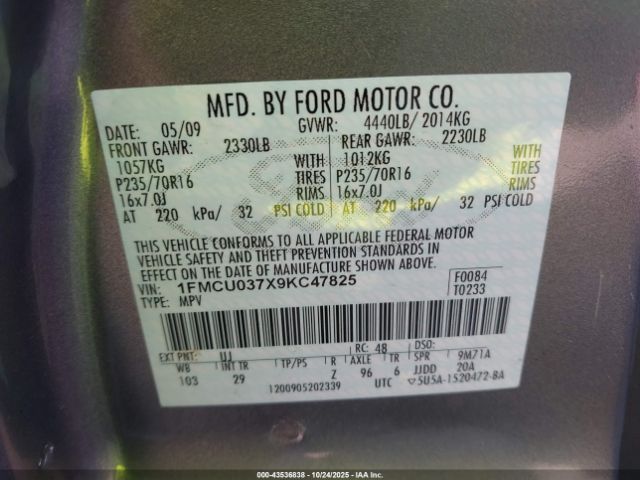 MFD. BY FORD MOTOR CO.
DATE: 05/09 GVWR: 4440LB/ 2014KG
FRONT GAWR: 2330LB REAR GAWR: 2230LB
1057KG WITH 1012KG WITH
P235/70R16 TIRES P235/70R16 TIRES
16x7.0J RIMS 16x7.0J RIMS
AT 220 kPa/ 32 PSI COLD AT 220 kPa/ 32 PSI COLD
THIS VEHICLE CONFORMS TO ALL APPLICABLE FEDERAL MOTOR
VEHICLE SAFETY AND THEFT PREVENTION STANDARDS IN
EFFECT ON THE DATE OF MANUFACTURE SHOWN ABOVE.
VIN: 1FMCU037X9KC47825 F0084
TYPE: MPV T0233
EXT PNT: UJ RC: 48 DSO:
WB INT TR TP/PS R AXLE TR SPR 9M71A
103 29 Z 96 6 JJDD 20A
1200905202339 UTC 5U5A-1520472-BA
00-43536838 - 10/24/2025 - IAAI.COM